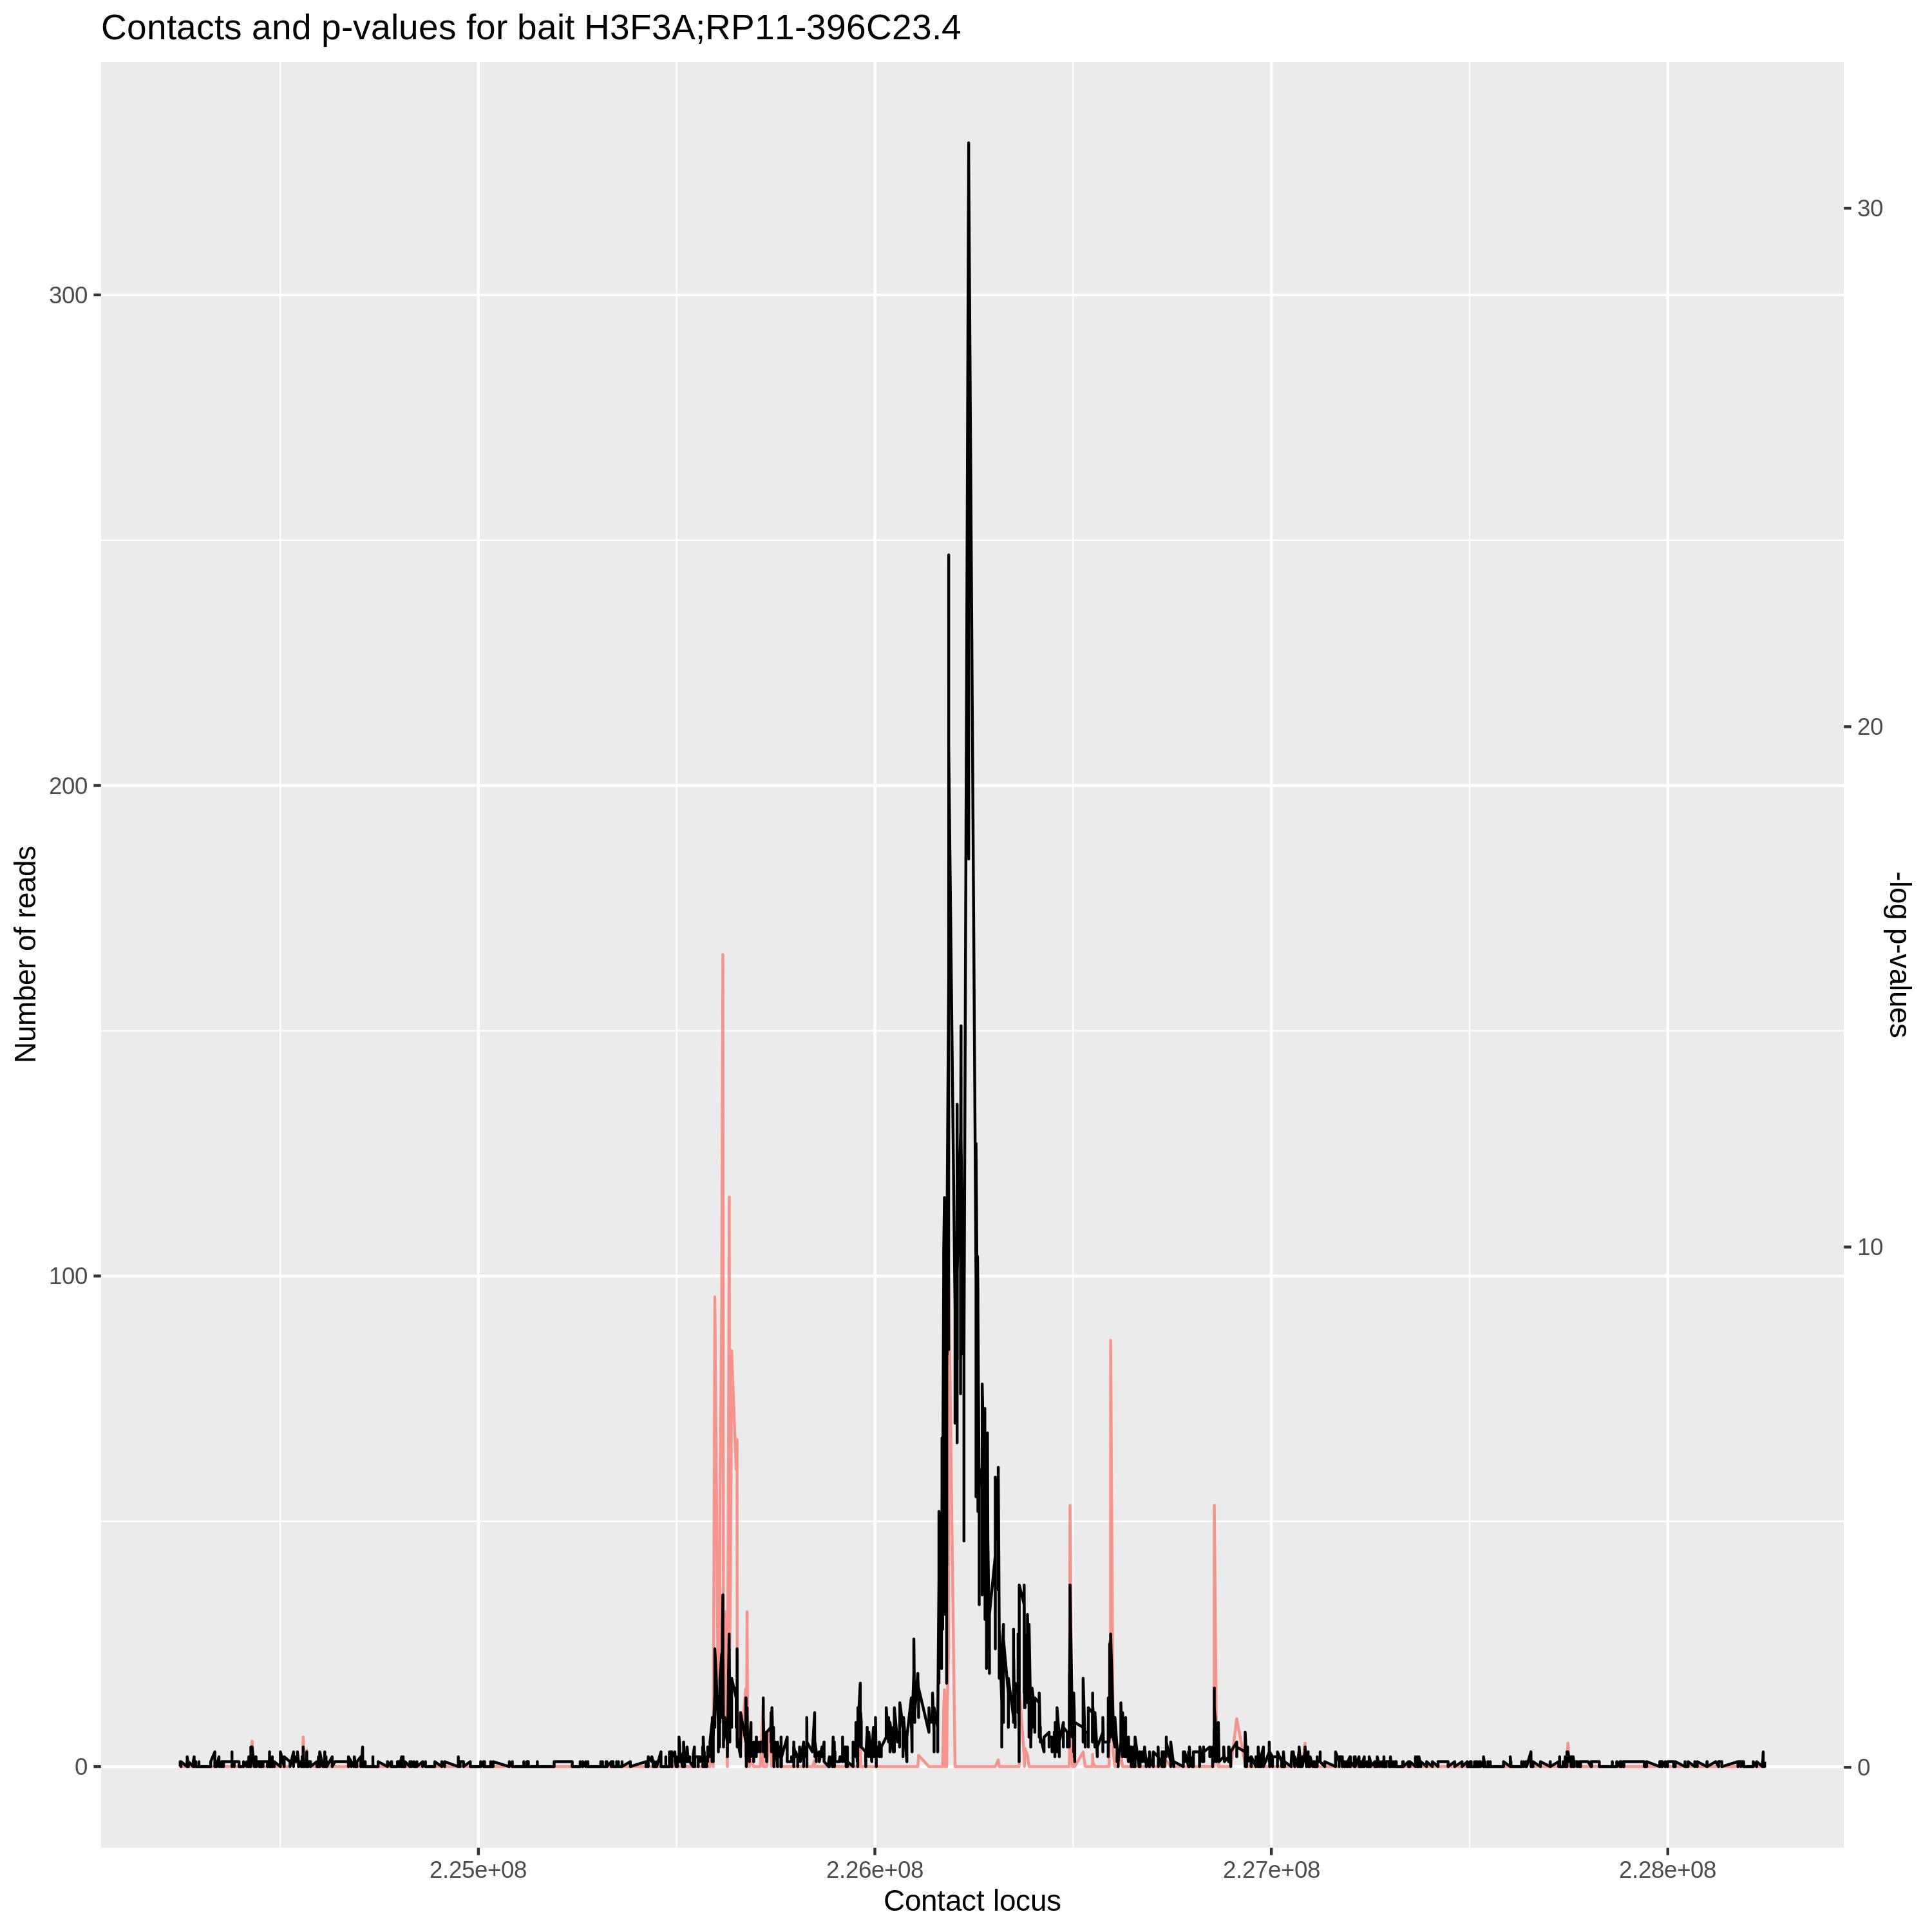 Contacts and p-values for bait H3F3A;RP11-396C23.4
300
200
100
0
Number of reads
30
20
10
0
-log p-values
2.25e+08
2.26e+08
2.27e+08
2.28e+08
Contact locus